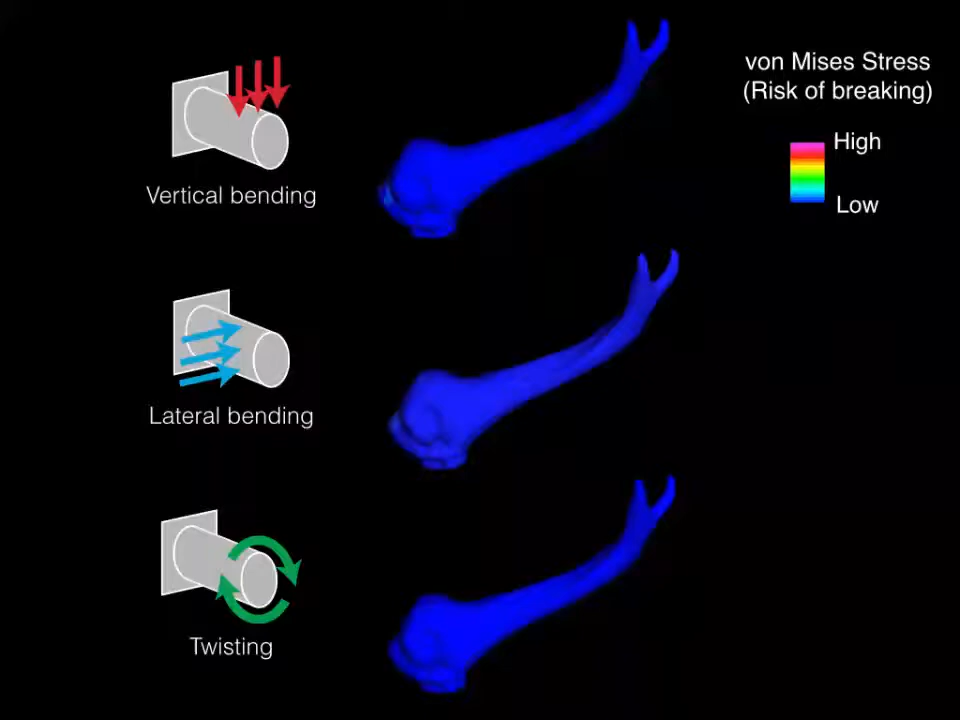 von Mises Stress
(Risk of breaking)
High
Low
Vertical bending
Lateral bending
Twisting